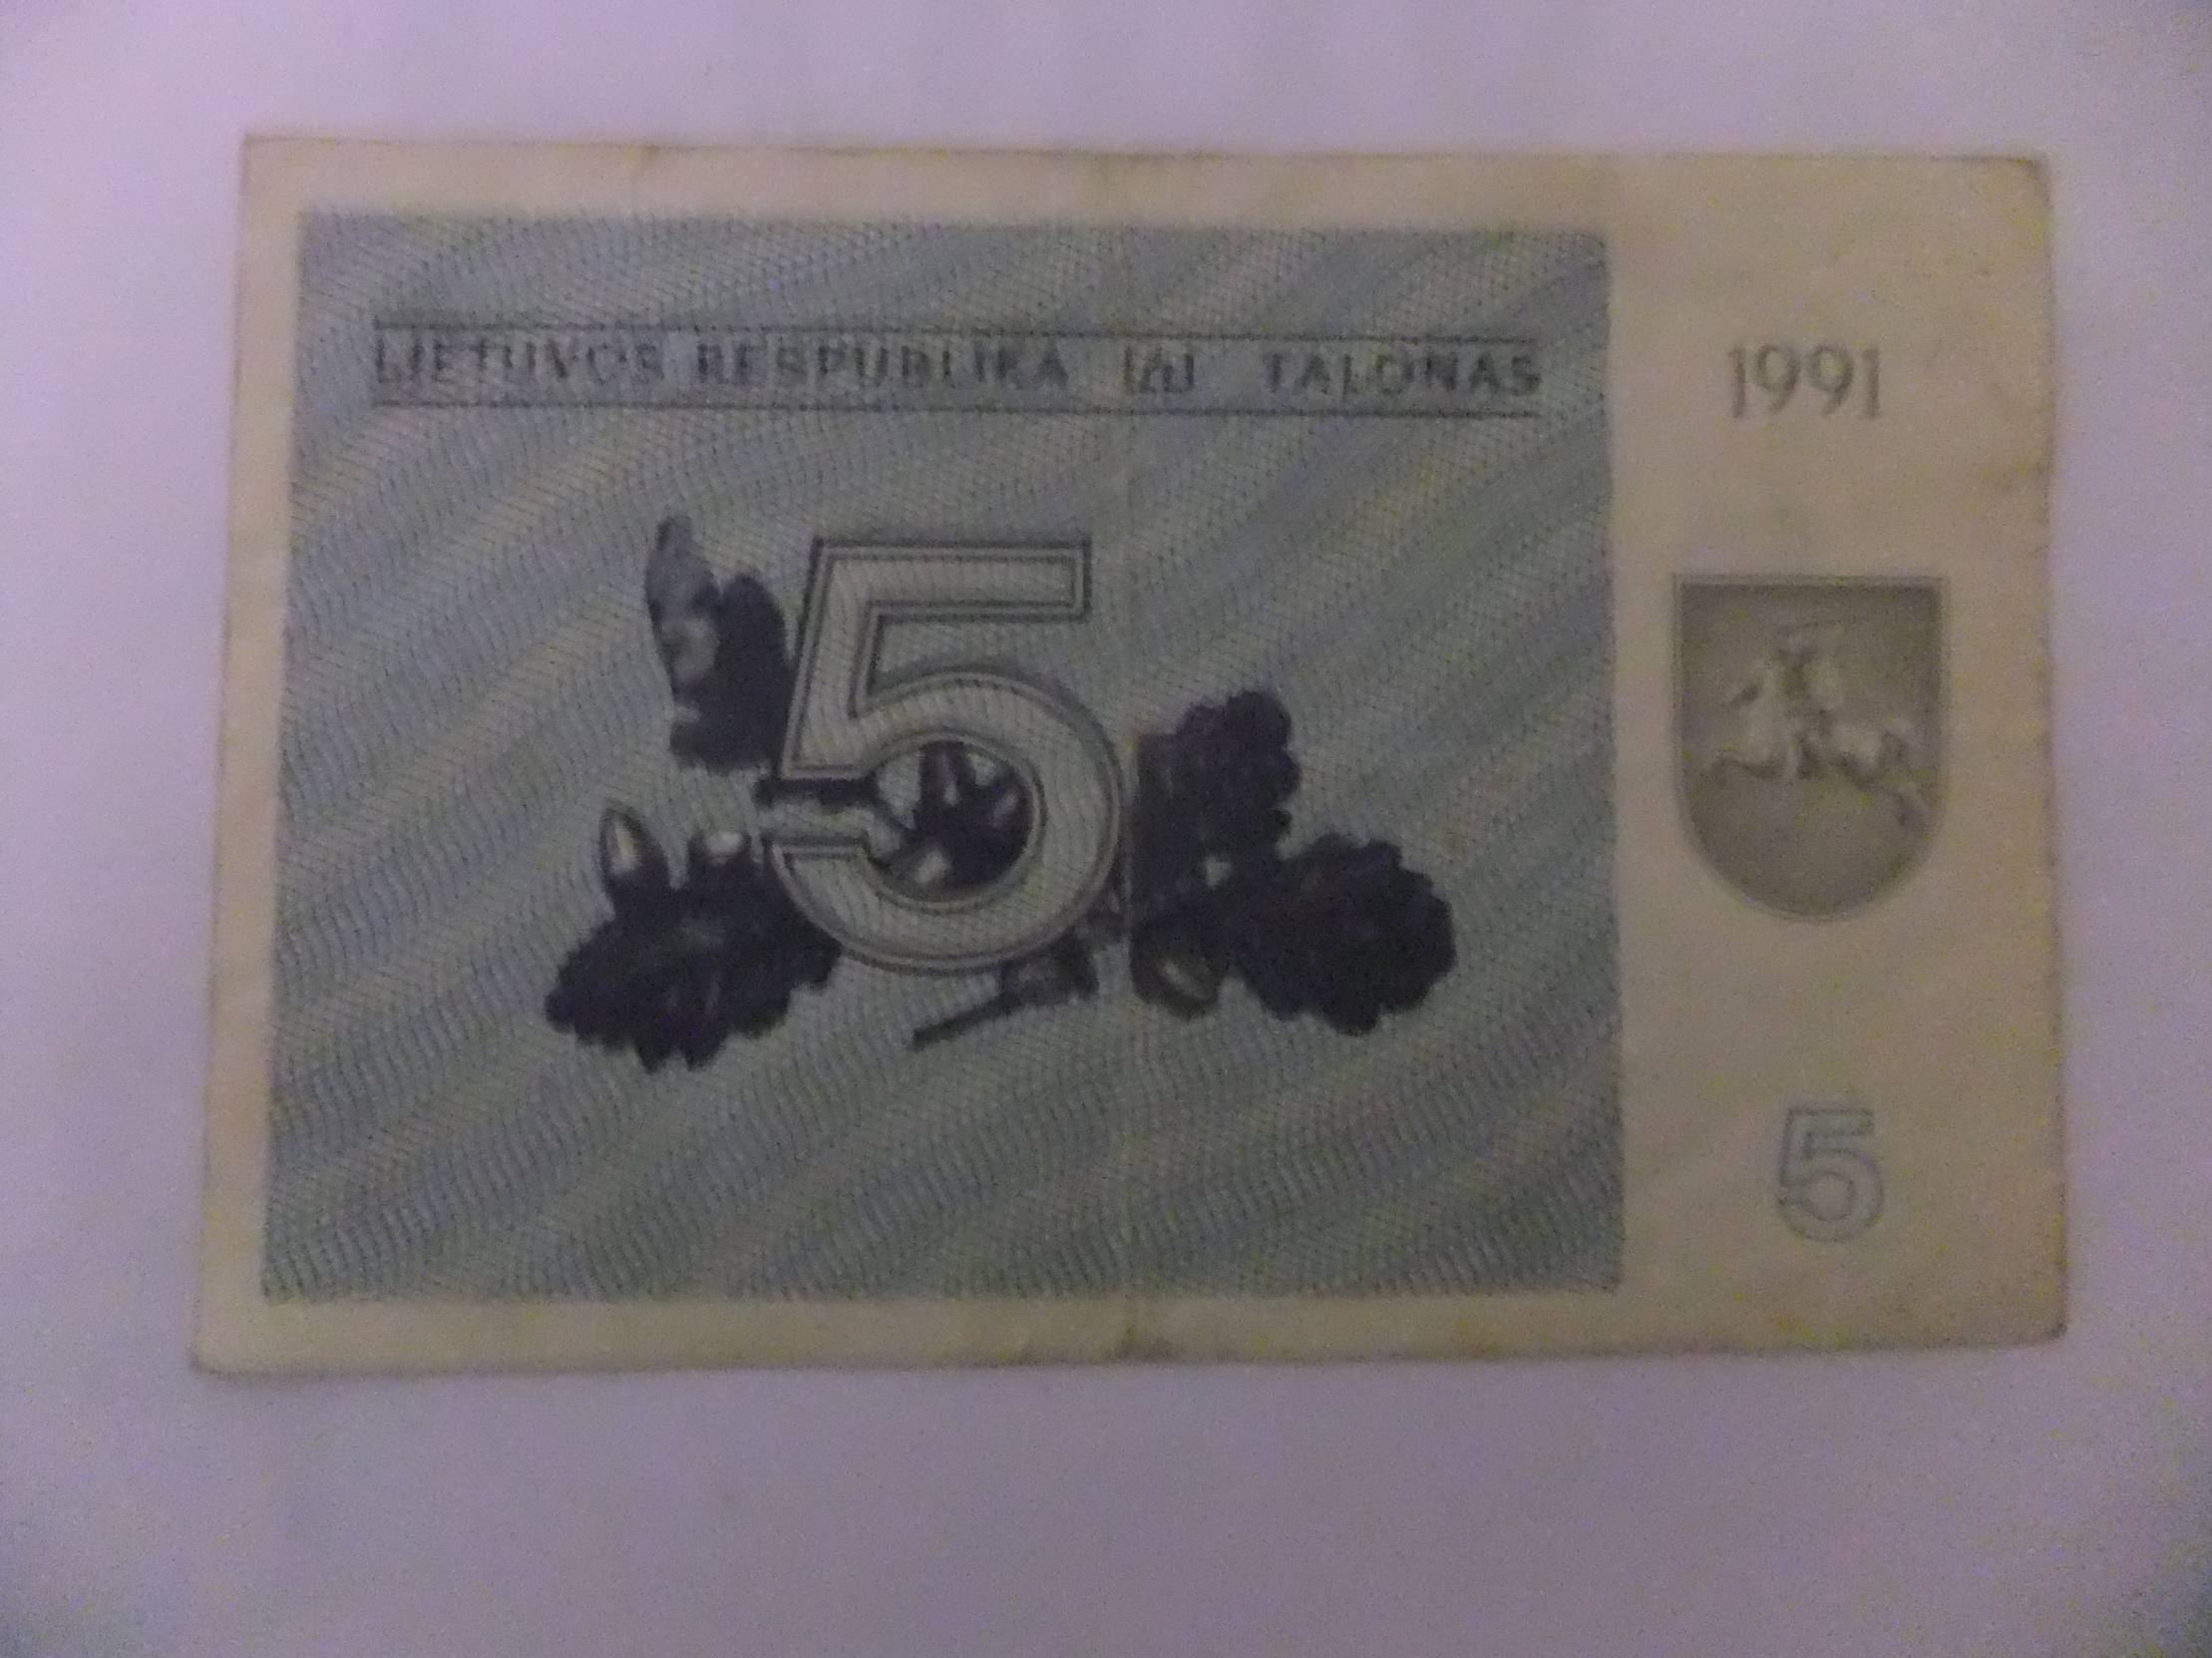 LIETUVOS RESPUBLIKA TALONAS
1991
5
5